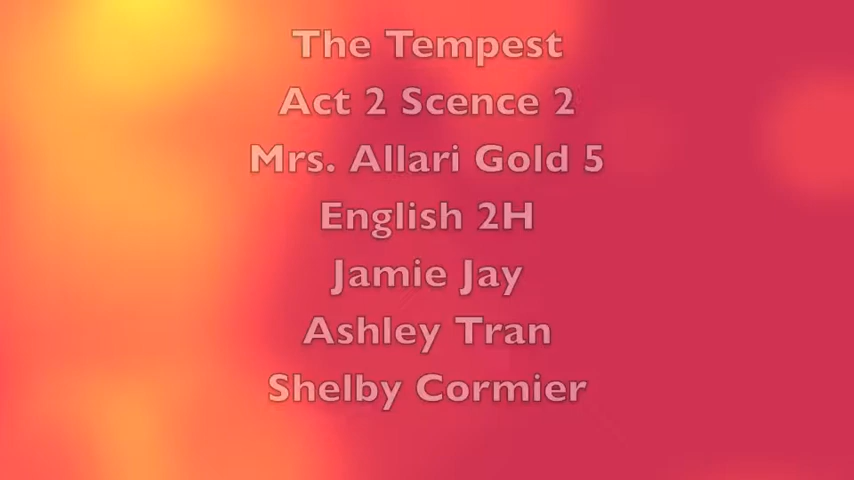 The Tempest
Act 2 Scence 2
Mrs. Allari Gold 5
English 2H
Jamie Jay
Ashley Tran
Shelby Cormier